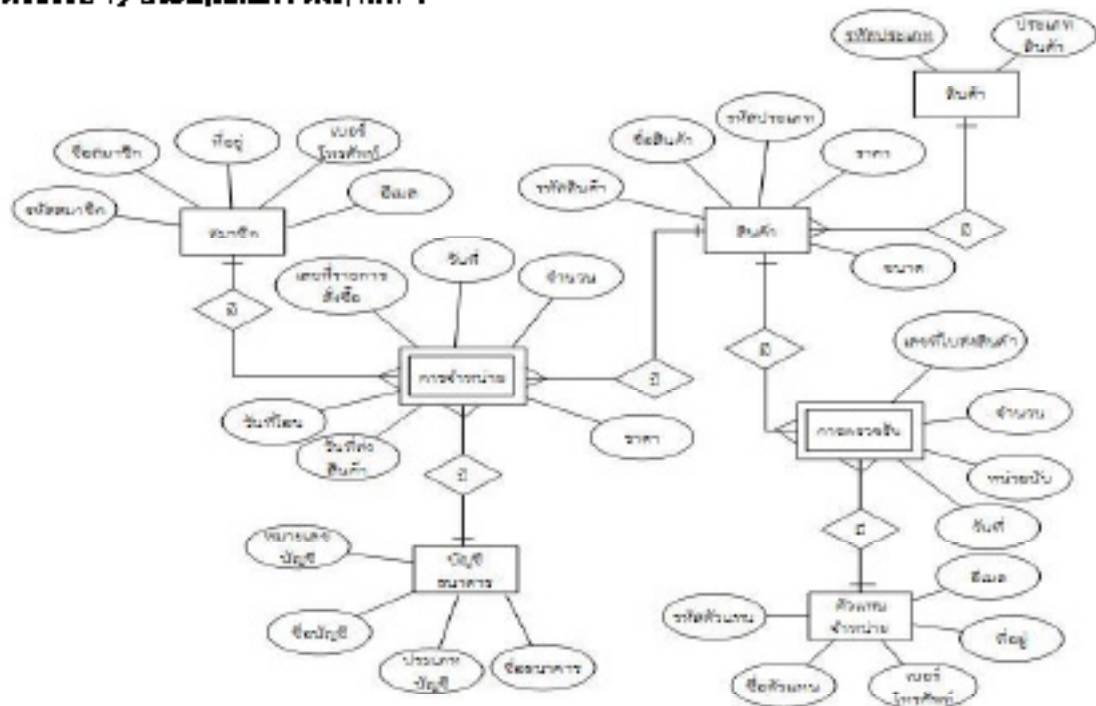 รหัสประเภท
ประเภท
สินค้า
สินค้า
รหัสประเภท
ชื่อสินค้า
ราคา
รหัสสินค้า
สินค้า
มี
ขนาด
ที่อยู่
เบอร์
โทรศัพท์
ชื่อสมาชิก
อีเมล
รหัสสมาชิก
สมาชิก
วันที่
เลขที่รายการ
สั่งซื้อ
จำนวน
มี
มี
เลขที่ใบส่งสินค้า
การจำหน่าย
มี
จำนวน
วันที่โอน
ราคา
วันที่ส่ง
สินค้า
หน่วยนับ
มี
วันที่
มี
หมายเลข
บัญชี
บัญชี
ธนาคาร
อีเมล
รหัสตัวแทน
ตัวแทน
จำหน่าย
ที่อยู่
ชื่อบัญชี
ประเภท
บัญชี
ชื่อธนาคาร
ชื่อตัวแทน
เบอร์
โทรศัพท์